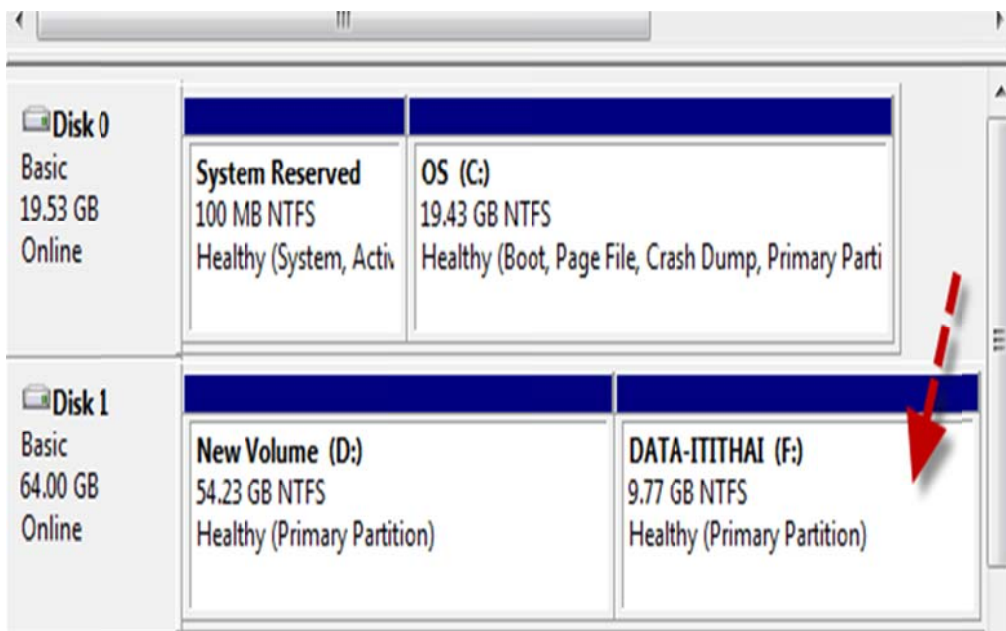 Disk 0
Basic
19.53 GB
Online
System Reserved
100 MB NTFS
Healthy (System, Activ
OS (C:)
19.43 GB NTFS
Healthy (Boot, Page File, Crash Dump, Primary Parti
Disk 1
Basic
64.00 GB
Online
New Volume (D:)
54.23 GB NTFS
Healthy (Primary Partition)
DATA-ITITHAI (F:)
9.77 GB NTFS
Healthy (Primary Partition)